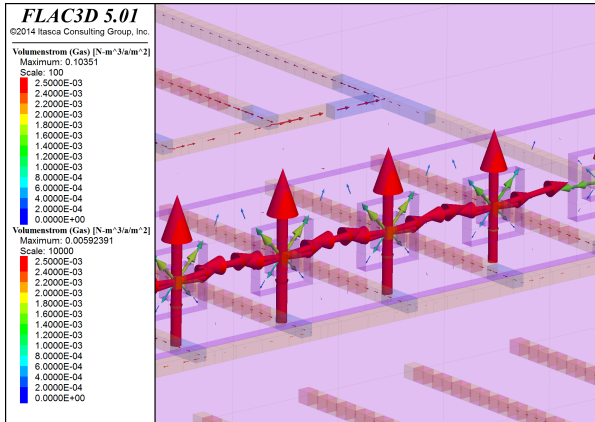 FLAC3D 5.01
©2014 Itasca Consulting Group, Inc.
Volumenstrom (Gas) [N-m^3/a/m^2]
Maximum: 0.10351
Scale: 100
2.5000E-03
2.4000E-03
2.2000E-03
2.0000E-03
1.8000E-03
1.6000E-03
1.4000E-03
1.2000E-03
1.0000E-03
8.0000E-04
6.0000E-04
4.0000E-04
2.0000E-04
0.0000E+00
Volumenstrom (Gas) [N-m^3/a/m^2]
Maximum: 0.00592391
Scale: 10000
2.5000E-03
2.4000E-03
2.2000E-03
2.0000E-03
1.8000E-03
1.6000E-03
1.4000E-03
1.2000E-03
1.0000E-03
8.0000E-04
6.0000E-04
4.0000E-04
2.0000E-04
0.0000E+00